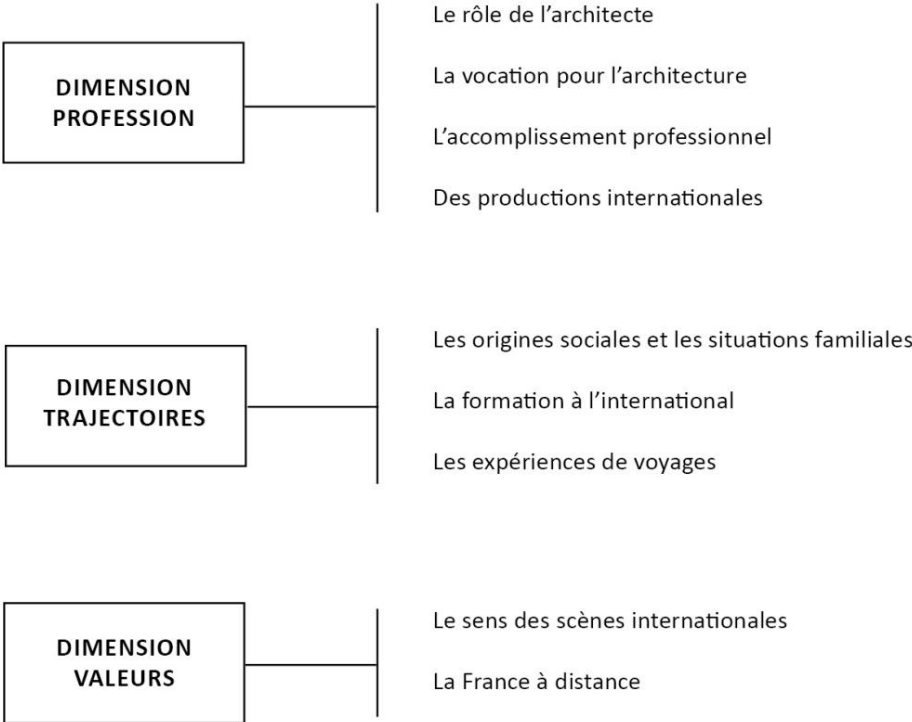 DIMENSION
PROFESSION
Le rôle de l’architecte
La vocation pour l’architecture
L’accomplissement professionnel
Des productions internationales
DIMENSION
TRAJECTOIRES
Les origines sociales et les situations familiales
La formation à l’international
Les expériences de voyages
DIMENSION
VALEURS
Le sens des scènes internationales
La France à distance